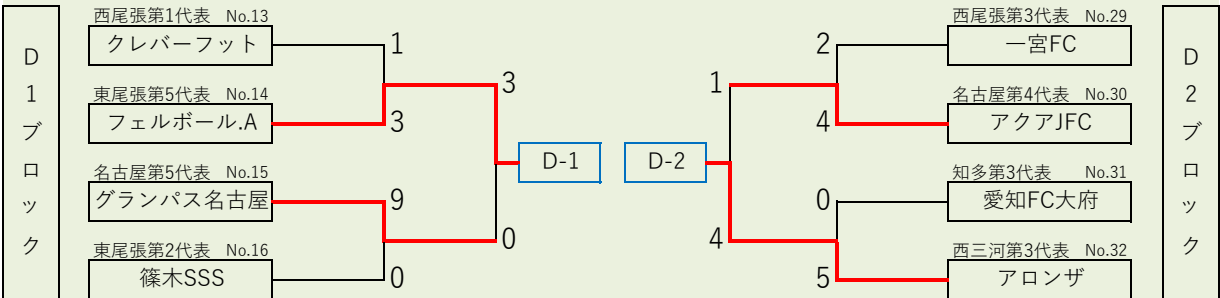 D1ブロック
西尾張第1代表 No.13
クレバーフット
1
東尾張第5代表 No.14
フェルボール.A
3
3
名古屋第5代表 No.15
グランパス名古屋
9
0
東尾張第2代表 No.16
篠木SSS
0
D-1
D-2
西尾張第3代表 No.29
一宮FC
2
1
名古屋第4代表 No.30
アクアJFC
4
知多第3代表 No.31
愛知FC大府
0
4
西三河第3代表 No.32
アロンザ
5
D2ブロック